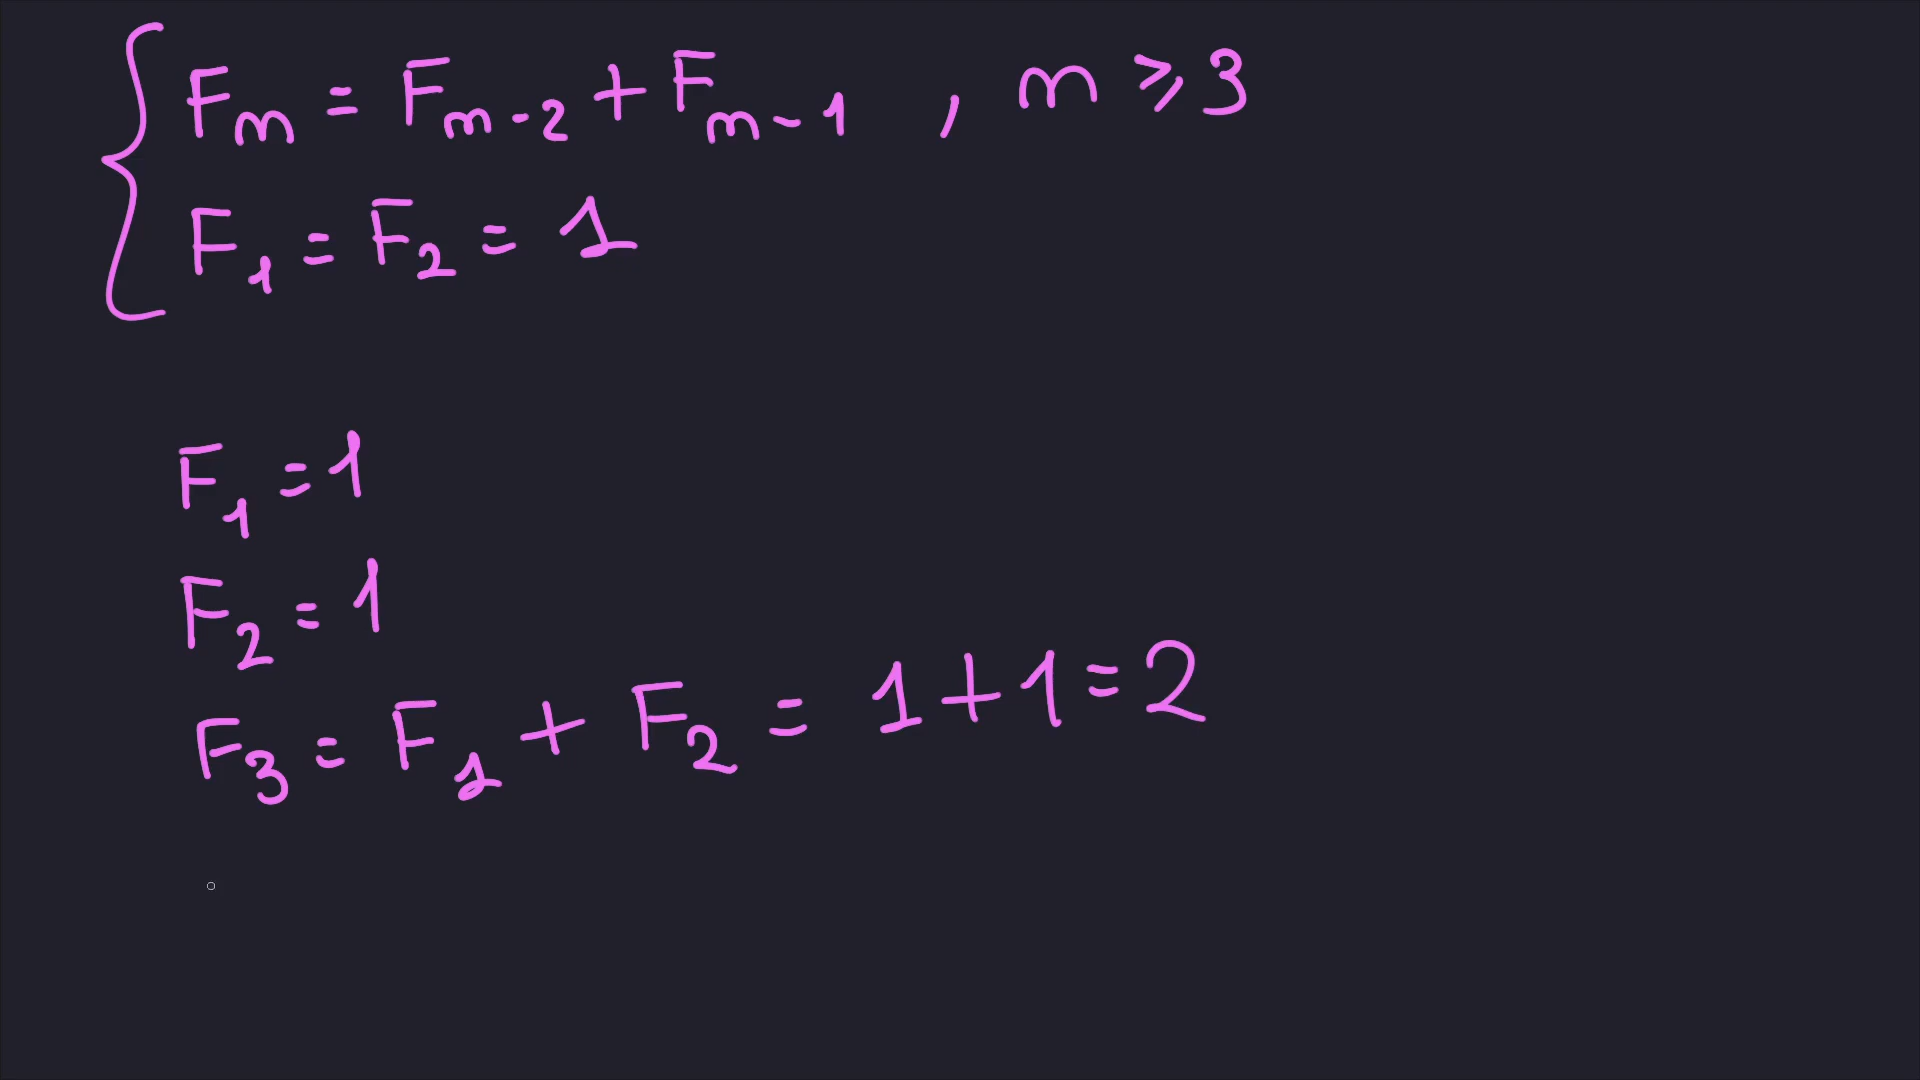 { Fₘ = Fₘ₋₂ + Fₘ₋₁ , m ⩾ 3
F₁ = F₂ = 1
F₁ = 1
F₂ = 1
F₃ = F₁ + F₂ = 1 + 1 = 2